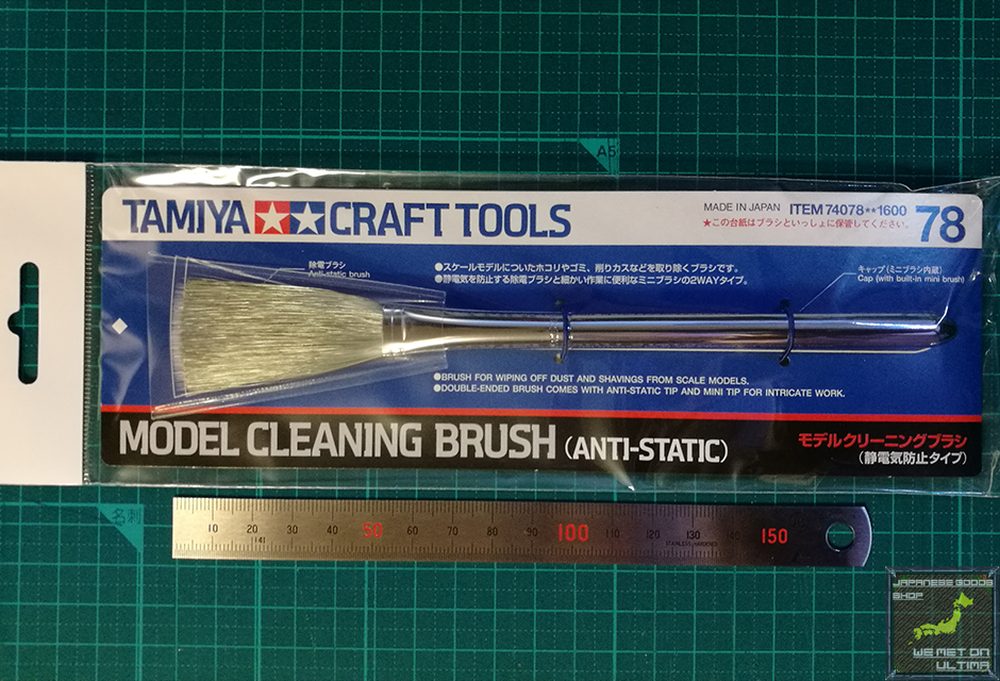 A5
TAMIYA CRAFT TOOLS
MADE IN JAPAN ITEM 74078★★1600
★この台紙はブラシといっしょに保管してください。
78
除電ブラシ
Anti-static brush
●スケールモデルについたホコリやゴミ、削りカスなどを取り除くブラシです。
●静電気を防止する除電ブラシと細かい作業に便利なミニブラシの2WAYタイプ。
キャップ(ミニブラシ内蔵)
Cap (with built-in mini brush)
●BRUSH FOR WIPING OFF DUST AND SHAVINGS FROM SCALE MODELS.
●DOUBLE-ENDED BRUSH COMES WITH ANTI-STATIC TIP AND MINI TIP FOR INTRICATE WORK.
MODEL CLEANING BRUSH (ANTI-STATIC)
モデルクリーニングブラシ
(静電気防止タイプ)
名刺
10 20 30 40 50 60 70 80 90 100 110 120 130 140 150
141
STAINLESS HARDENED
JAPANESE GOODS
SHOP
WE MET ON
ULTIMA